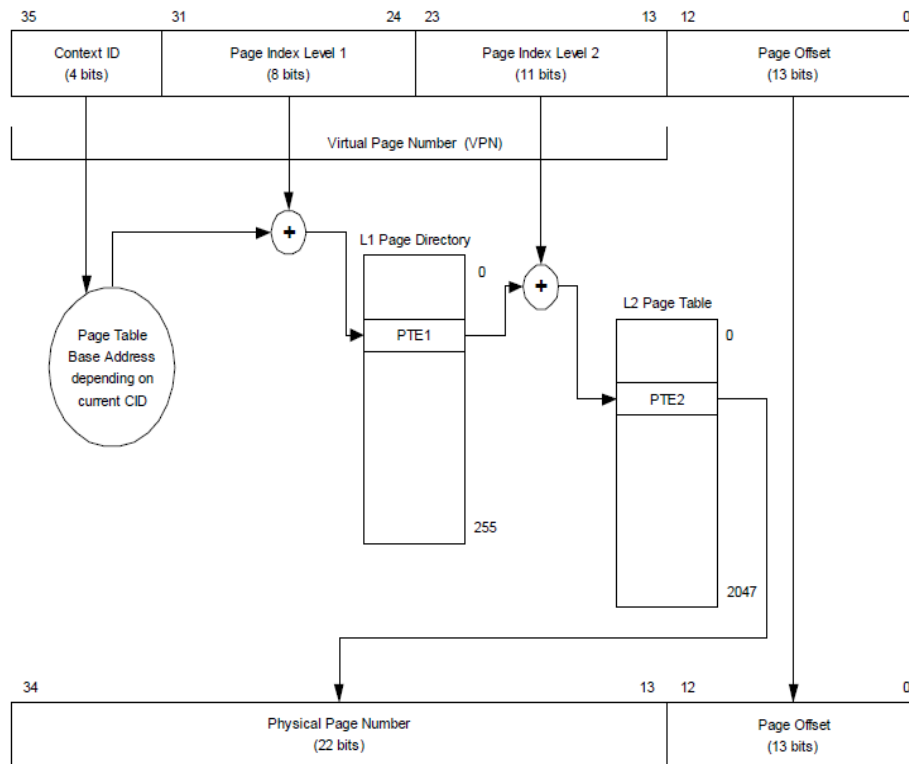 35 31 24 23 13 12 0
Context ID Page Index Level 1 Page Index Level 2 Page Offset
(4 bits) (8 bits) (11 bits) (13 bits)
Virtual Page Number (VPN)
+
L1 Page Directory
0
+
L2 Page Table
Page Table
Base Address
depending on
current CID
PTE1
0
PTE2
255
2047
34 13 12 0
Physical Page Number Page Offset
(22 bits) (13 bits)